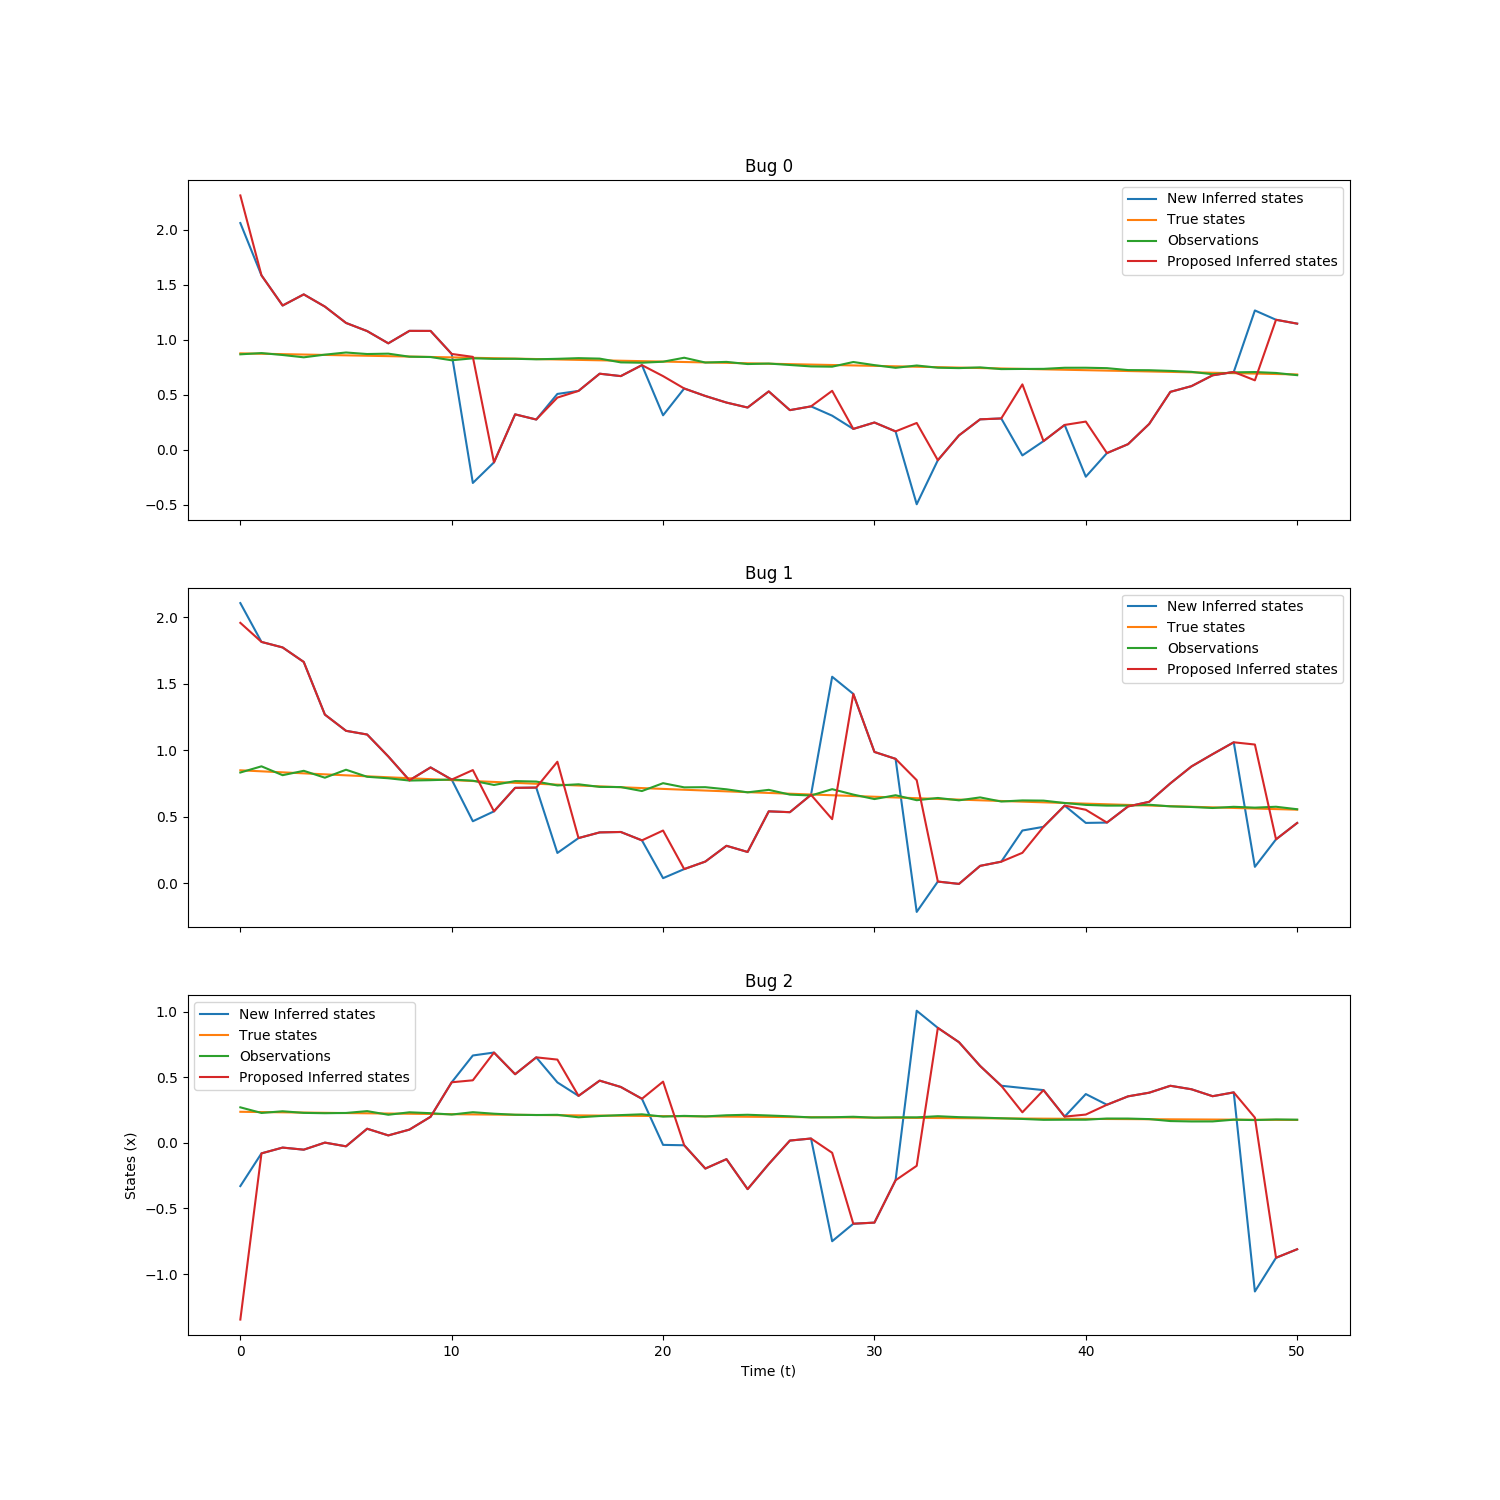 Bug 0
2.0
1.5
1.0
0.5
0.0
−0.5
New Inferred states
True states
Observations
Proposed Inferred states
Bug 1
2.0
1.5
1.0
0.5
0.0
New Inferred states
True states
Observations
Proposed Inferred states
Bug 2
1.0
0.5
0.0
−0.5
−1.0
States (x)
New Inferred states
True states
Observations
Proposed Inferred states
0 10 20 30 40 50
Time (t)